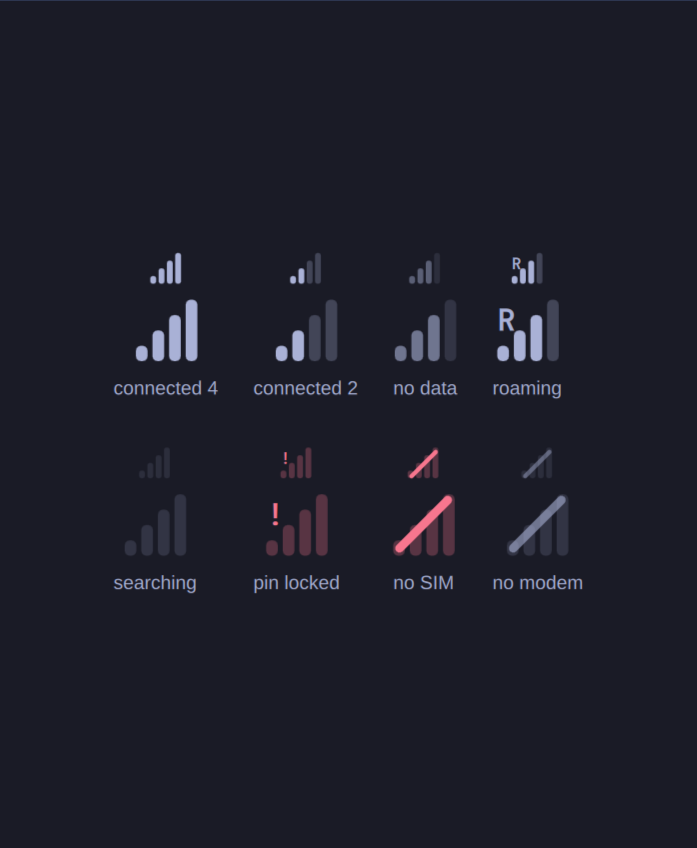 R
R
connected 4
connected 2
no data
roaming
!
!
searching
pin locked
no SIM
no modem